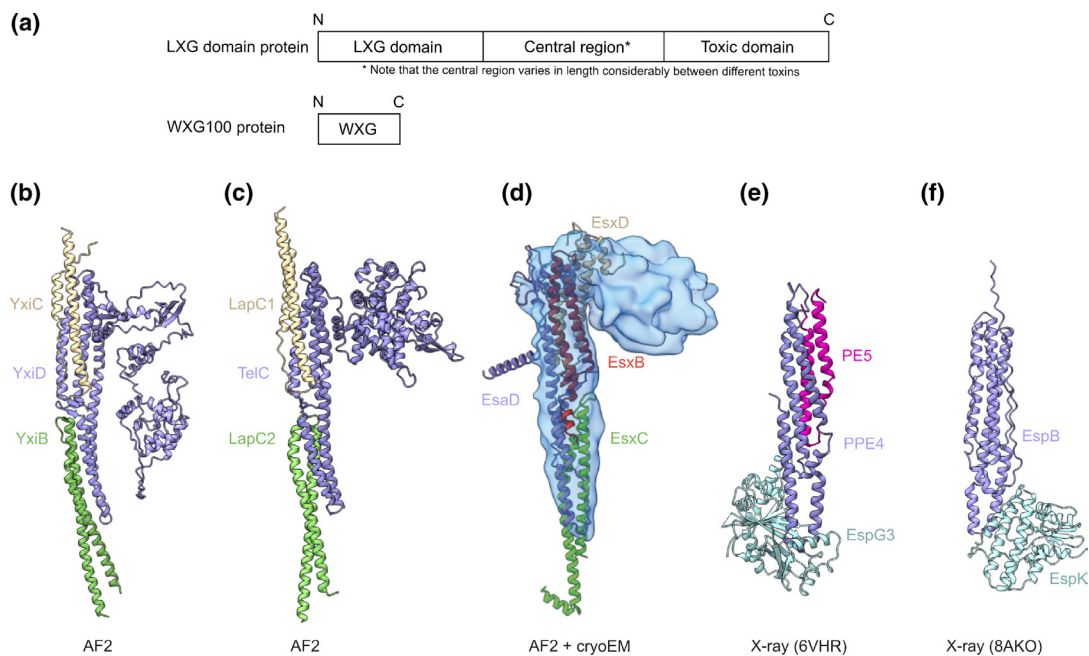 (a)
N C
LXG domain protein LXG domain Central region* Toxic domain
* Note that the central region varies in length considerably between different toxins
N C
WXG100 protein WXG
(b) (c) (d) (e) (f)
EsxD
YxiC LapC1
PE5
YxiD TelC EsxB
EsaD
PPE4 EspB
YxiB LapC2 EsxC
EspG3
EspK
AF2 AF2 AF2 + cryoEM X-ray (6VHR) X-ray (8AKO)